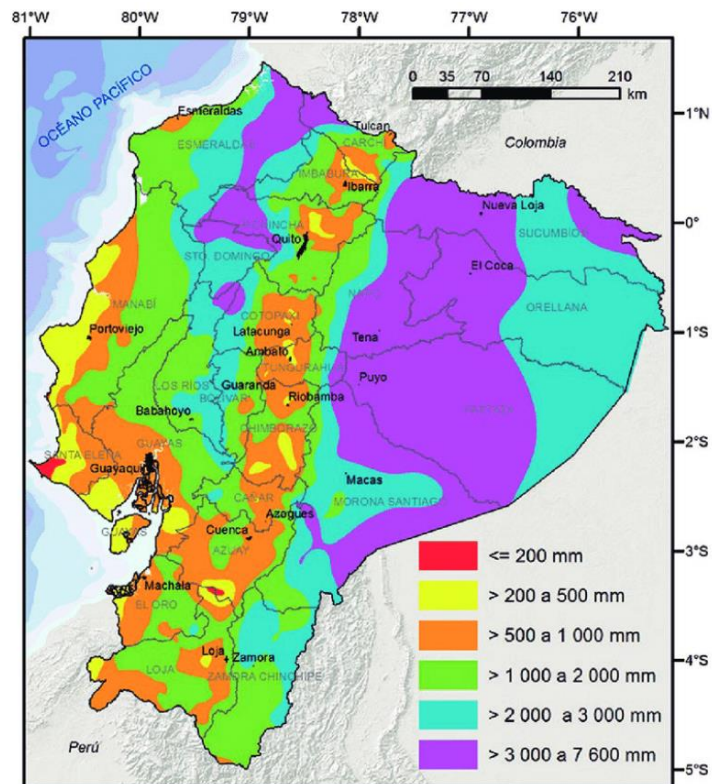 81°W 80°W 79°W 78°W 77°W 76°W
OCÉANO PACÍFICO
0 35 70 140 210
km
Esmeraldas
1°N
ESMERALDAS
Tulcan
CARCHI
Colombia
IMBABURA
Ibarra
Nueva Loja
0°
PICHINCHA
Quito
SUCUMBIOS
STO. DOMINGO
El Coca
MANABÍ
NAPO
ORELLANA
COTOPAXI
Portoviejo
Latacunga
Tena
1°S
Ambato
TUNGURAHUA
LOS RÍOS
Guaranda
Puyo
BOLIVAR
Riobamba
PASTAZA
Babahoyo
CHIMBORAZO
GUAYAS
2°S
SANTA ELENA
Guayaquil
Macas
CAÑAR
MORONA SANTIAGO
Azogues
GUAYAS
Cuenca
AZUAY
3°S
Machala
EL ORO
Loja
Zamora
4°S
LOJA
ZAMORA CHINCHIPE
Perú
5°S
<= 200 mm
> 200 a 500 mm
> 500 a 1 000 mm
> 1 000 a 2 000 mm
> 2 000 a 3 000 mm
> 3 000 a 7 600 mm